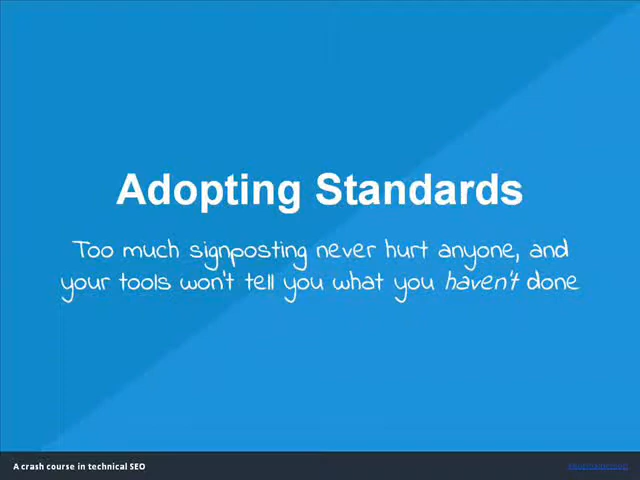 Adopting Standards
Too much signposting never hurt anyone, and
your tools won't tell you what you haven't done
A crash course in technical SEO